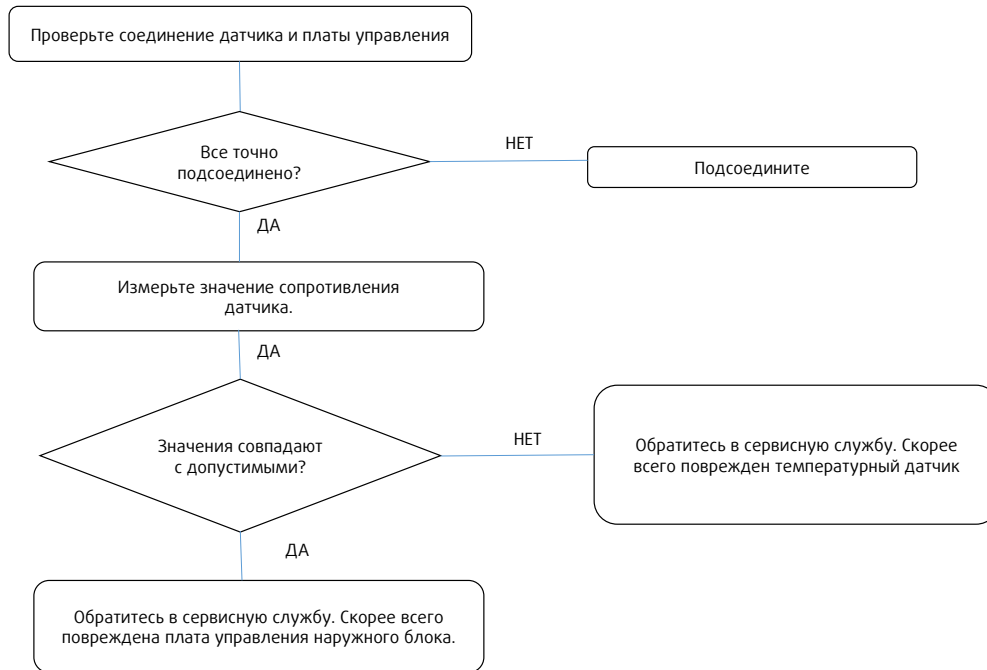 Проверьте соединение датчика и платы управления
Все точно
подсоединено?
НЕТ
Подсоедините
ДА
Измерьте значение сопротивления
датчика.
ДА
Значения совпадают
с допустимыми?
НЕТ
Обратитесь в сервисную службу. Скорее
всего поврежден температурный датчик
ДА
Обратитесь в сервисную службу. Скорее всего
повреждена плата управления наружного блока.